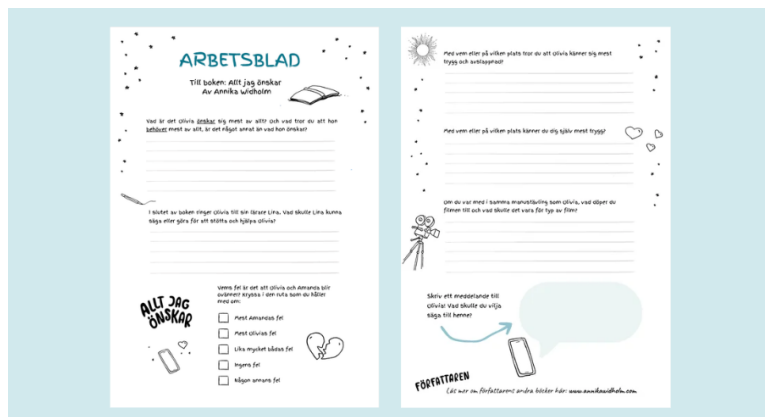 ARBETSBLAD
Till boken: Allt jag önskar
Av Annika Widholm
Vad är det Olivia önskar sig mest av allt? Och vad tror du att hon
behöver mest av allt, är det något annat än vad hon önskar?
I slutet av boken ringer Olivia till sin lärare Lina. Vad skulle Lina kunna
säga eller göra för att stötta och hjälpa Olivia?
Vems fel är det att Olivia och Amanda blir
ovänner? Kryssa i den ruta som du håller
med om:
Mest Amandas fel
Mest Olivias fel
Lika mycket bådas fel
Ingens fel
Någon annans fel
ALLT JAG
ÖNSKAR
Med vem eller på vilken plats tror du att Olivia känner sig mest
trygg och avslappnad?
Med vem eller på vilken plats känner du dig själv mest trygg?
Om du var med i samma manustävling som Olivia, vad döper du
filmen till och vad skulle det vara för typ av film?
Skriv ett meddelande till
Olivia! Vad skulle du vilja
säga till henne?
FÖRFATTAREN
Läs mer om författarens andra böcker här: www.annikawidholm.com